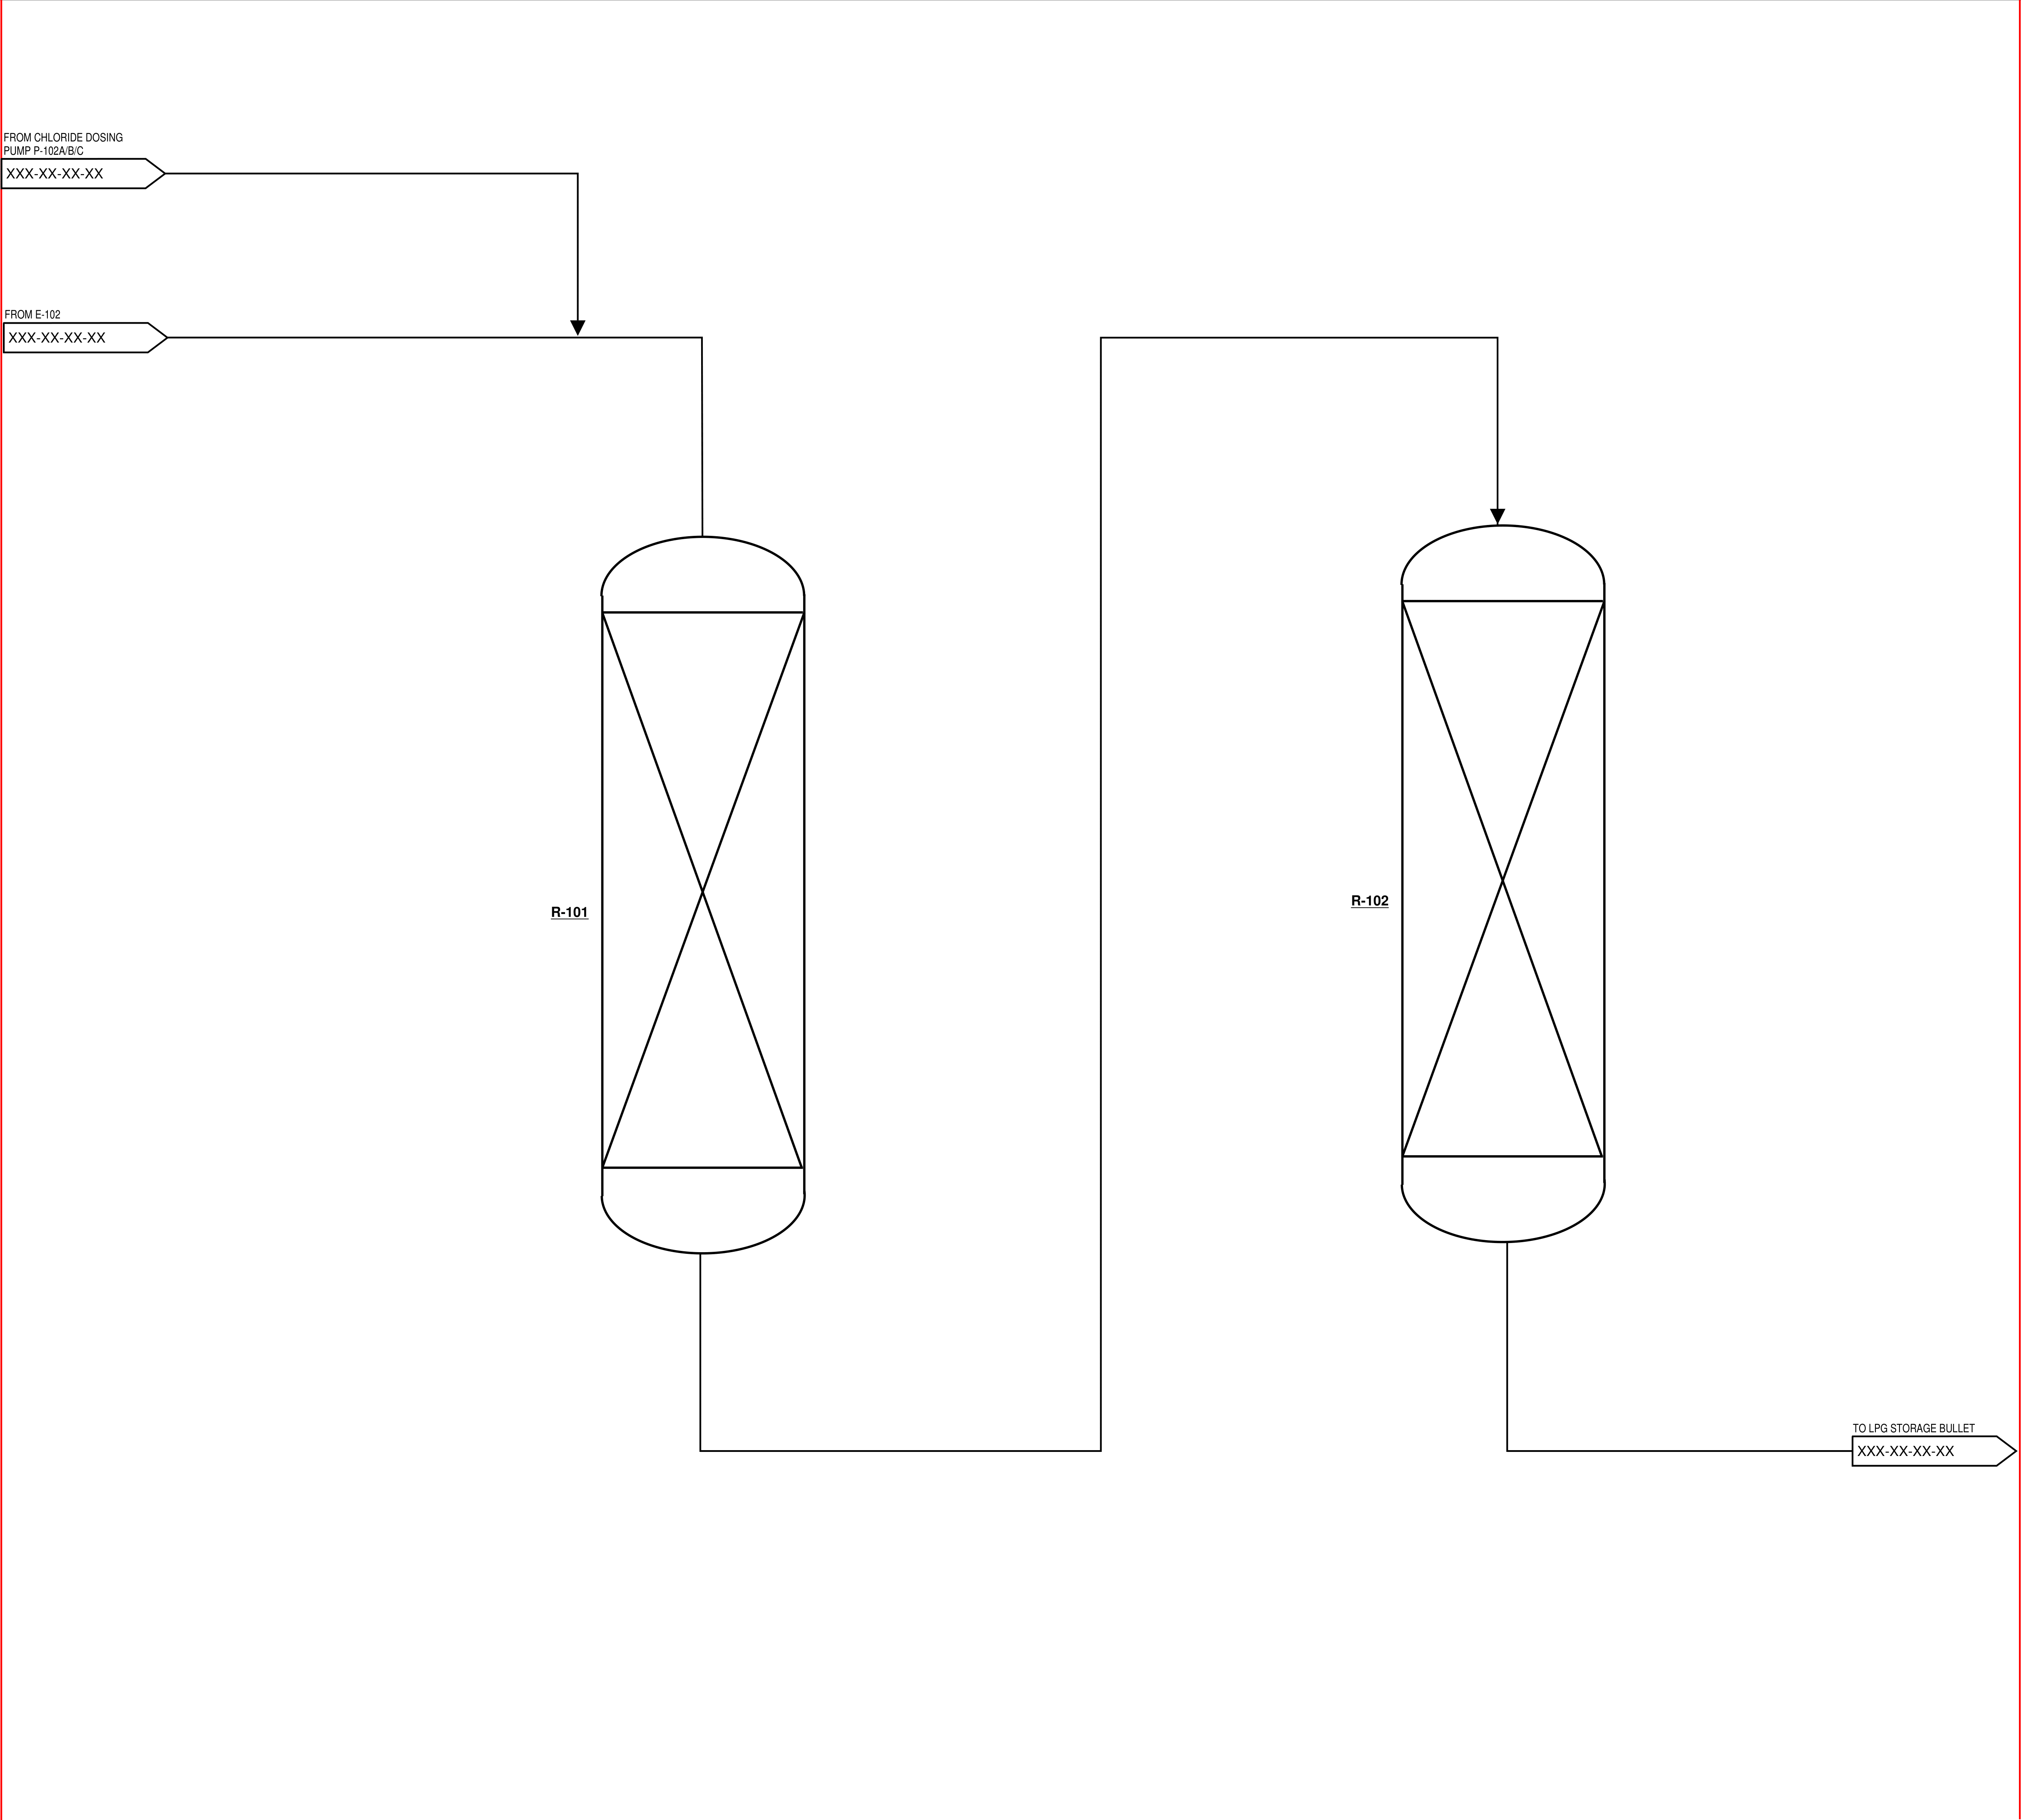 FROM CHLORIDE DOSING
PUMP P-102A/B/C
XXX-XX-XX-XX
FROM E-102
XXX-XX-XX-XX
R-101
R-102
TO LPG STORAGE BULLET
XXX-XX-XX-XX